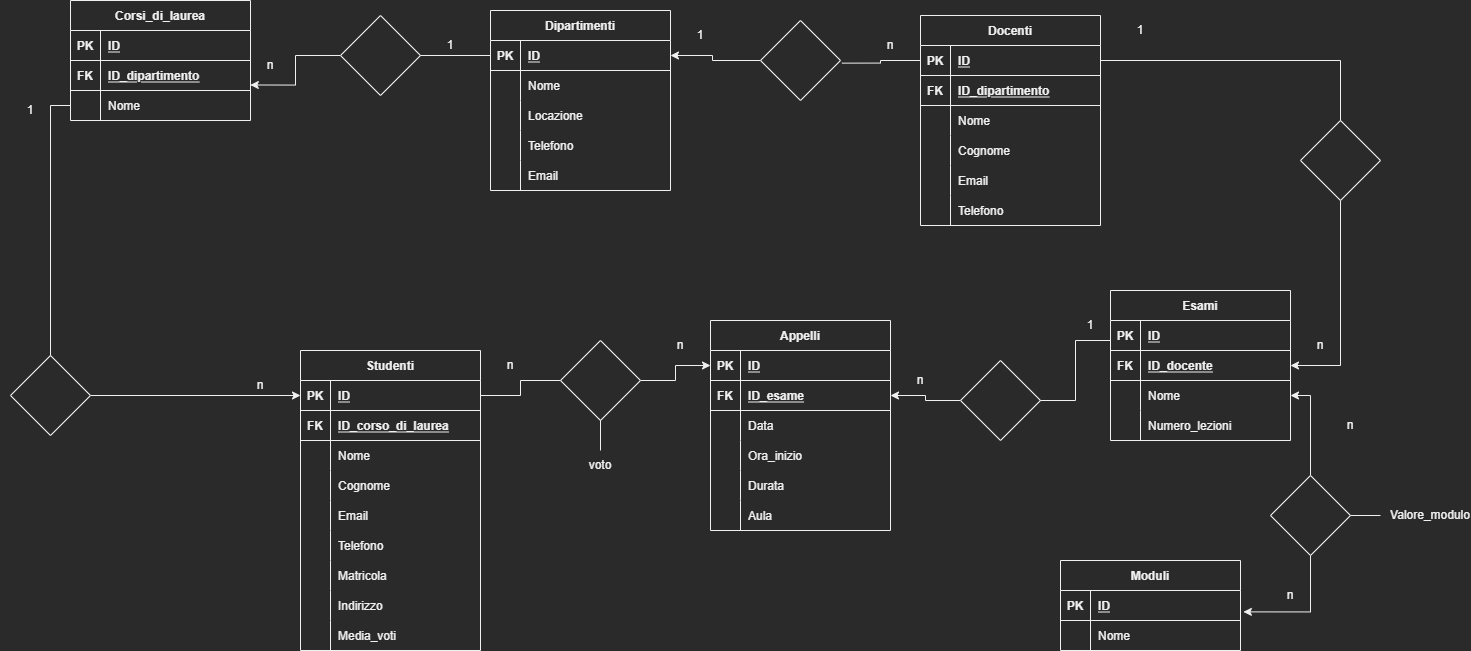 Corsi_di_laurea
PK ID
FK ID_dipartimento
Nome
n
1
1
Dipartimenti
PK ID
Nome
Locazione
Telefono
Email
1
n
Docenti
PK ID
FK ID_dipartimento
Nome
Cognome
Email
Telefono
1
n
Studenti
PK ID
FK ID_corso_di_laurea
Nome
Cognome
Email
Telefono
Matricola
Indirizzo
Media_voti
n
n
voto
n
Appelli
PK ID
FK ID_esame
Data
Ora_inizio
Durata
Aula
n
1
Esami
PK ID
FK ID_docente
Nome
Numero_lezioni
n
n
Valore_modulo
n
Moduli
PK ID
Nome